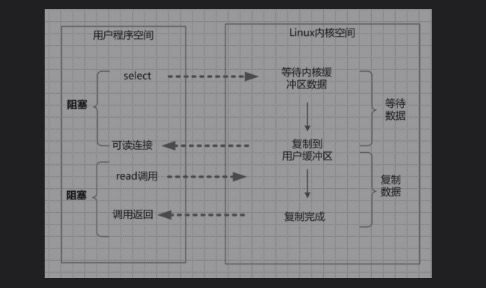 用户程序空间
Linux内核空间
select
等待内核缓
冲区数据
阻塞
等待
数据
可读连接
复制到
用户缓冲区
read调用
阻塞
复制
数据
调用返回
复制完成